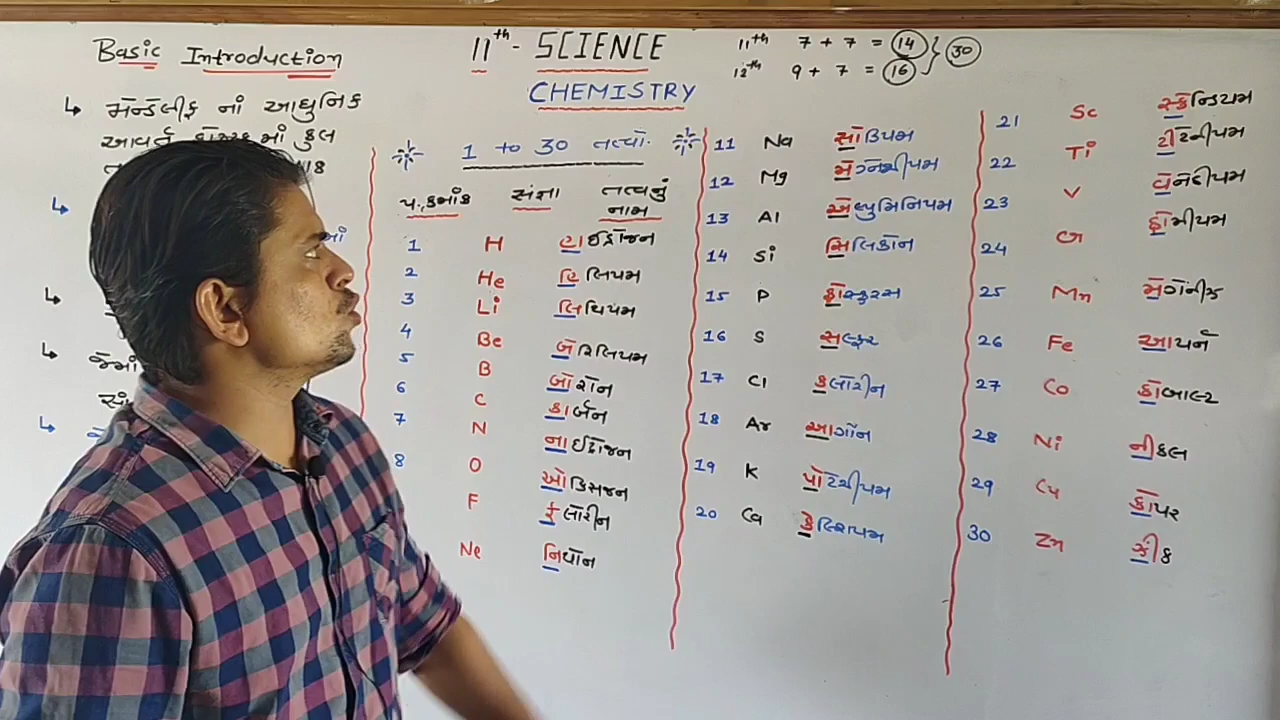 Basic Introduction
11th - SCIENCE
CHEMISTRY
11th 7 + 7 = 14
12th 9 + 7 = 16
30
↳ મૅન્ડેલીફ નાં આધુનિક
આવર્ત કોષ્ટકમાં કુલ
18
માં
જેમાં
1 to 30 તત્વો.
પ.ક્રમાંક સંજ્ઞા તત્વનું નામ
1 H હાઈડ્રોજન
2 He હિલિયમ
3 Li લિથિયમ
4 Be બેરિલિયમ
5 B બોરોન
6 C કાર્બન
7 N નાઈટ્રોજન
8 O ઓક્સિજન
F ફ્લોરીન
Ne નિયોન
11 Na સોડિયમ
12 Mg મેગ્નેશીયમ
13 Al એલ્યુમિનિયમ
14 Si સિલિકોન
15 P ફોસ્ફરસ
16 S સલ્ફર
17 Cl ક્લોરીન
18 Ar આર્ગોન
19 K પોટેશીયમ
20 Ca કેલ્શિયમ
21 Sc સ્કેન્ડિયમ
22 Ti ટીટેનીયમ
23 V વેનેડીયમ
24 Cr ક્રોમીયમ
25 Mn મેંગેનીઝ
26 Fe આયર્ન
27 Co કોબાલ્ટ
28 Ni નીકલ
29 Cu કોપર
30 Zn ઝીંક